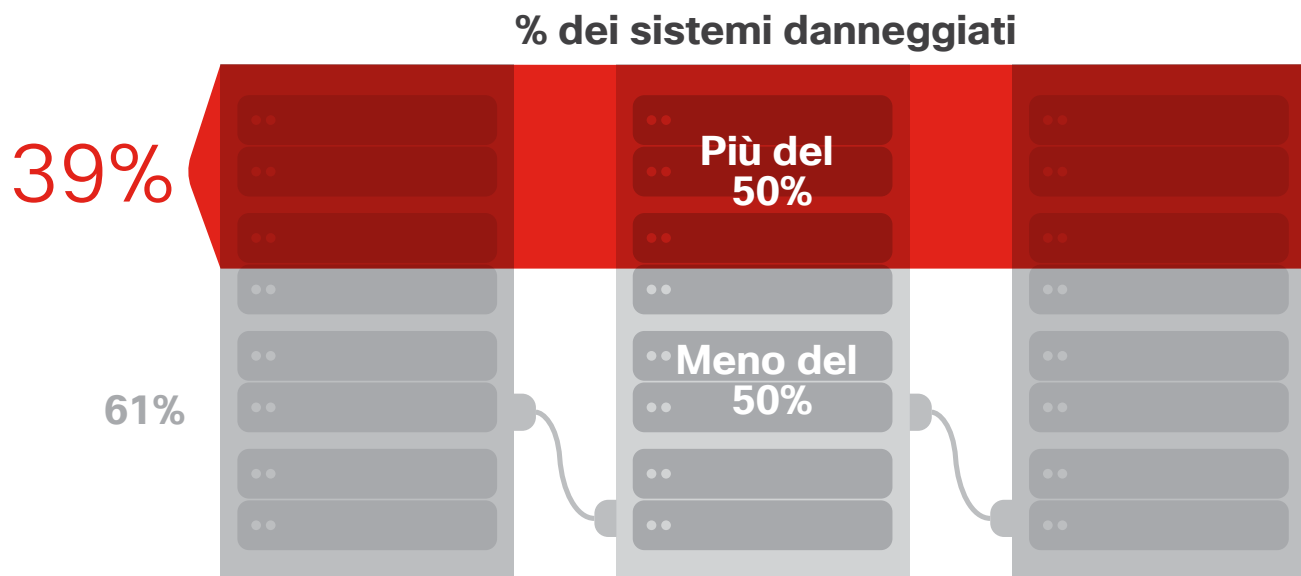 % dei sistemi danneggiati
39%
Più del
50%
Meno del
50%
61%